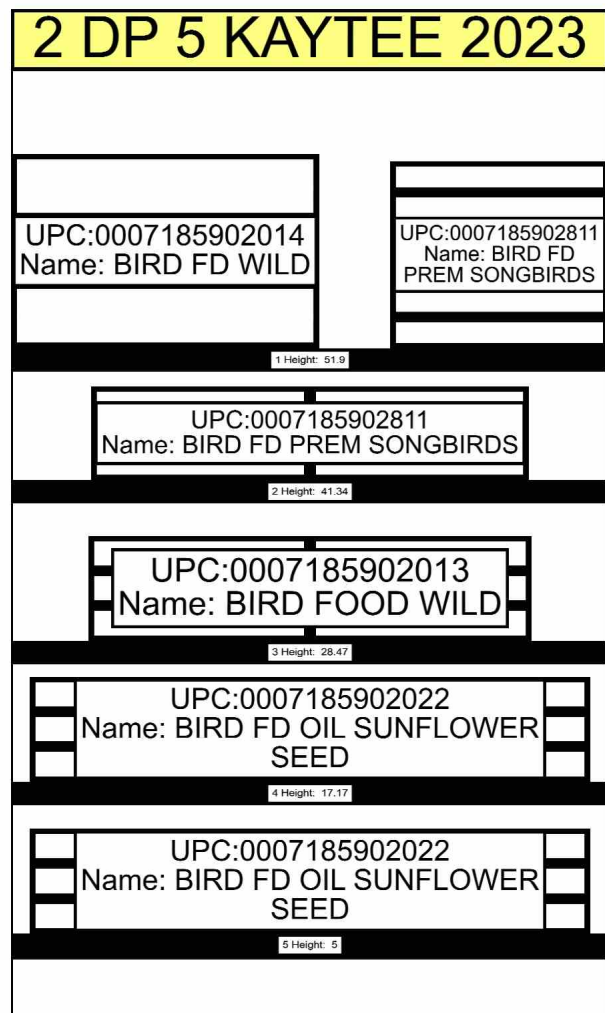 2 DP 5 KAYTEE 2023
UPC:0007185902014
Name: BIRD FD WILD
UPC:0007185902811
Name: BIRD FD
PREM SONGBIRDS
1 Height: 51.9
UPC:0007185902811
Name: BIRD FD PREM SONGBIRDS
2 Height: 41.34
UPC:0007185902013
Name: BIRD FOOD WILD
3 Height: 28.47
UPC:0007185902022
Name: BIRD FD OIL SUNFLOWER
SEED
4 Height: 17.17
UPC:0007185902022
Name: BIRD FD OIL SUNFLOWER
SEED
5 Height: 5